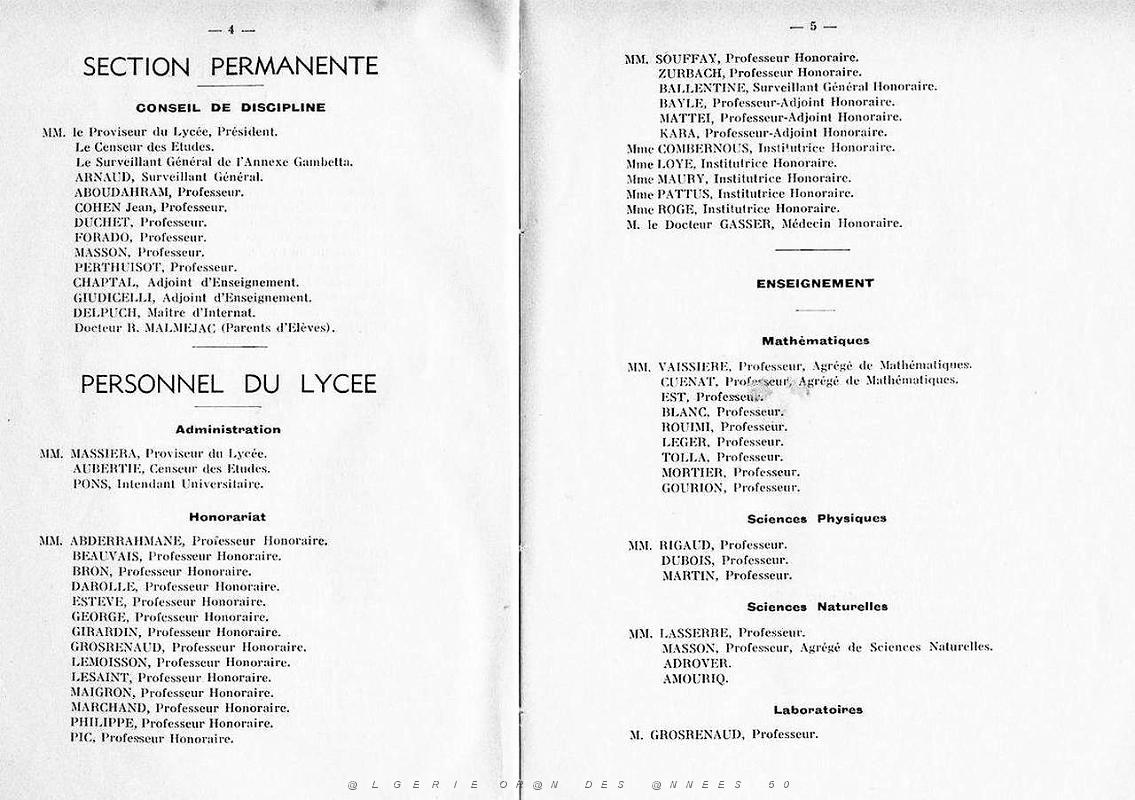 — 4 —
SECTION PERMANENTE
CONSEIL DE DISCIPLINE
MM. le Proviseur du Lycée, Président.
Le Censeur des Etudes.
Le Surveillant Général de l'Annexe Gambetta.
ARNAUD, Surveillant Général.
ABOUDAHRAM, Professeur.
COHEN Jean, Professeur.
DUCHET, Professeur.
FORADO, Professeur.
MASSON, Professeur.
PERTHUISOT, Professeur.
CHAPTAL, Adjoint d'Enseignement.
GIUDICELLI, Adjoint d'Enseignement.
DELPUCH, Maître d'Internat.
Docteur R. MALMEJAC (Parents d'Elèves).
PERSONNEL DU LYCEE
Administration
MM. MASSIERA, Proviseur du Lycée.
AUBERTIE, Censeur des Etudes.
PONS, Intendant Universitaire.
Honorariat
MM. ABDERRAHMANE, Professeur Honoraire.
BEAUVAIS, Professeur Honoraire.
BRON, Professeur Honoraire.
DAROLLE, Professeur Honoraire.
ESTEVE, Professeur Honoraire.
GEORGE, Professeur Honoraire.
GIRARDIN, Professeur Honoraire.
GROSRENAUD, Professeur Honoraire.
LEMOISSON, Professeur Honoraire.
LESAINT, Professeur Honoraire.
MAIGRON, Professeur Honoraire.
MARCHAND, Professeur Honoraire.
PHILIPPE, Professeur Honoraire.
PIC, Professeur Honoraire.
— 5 —
MM. SOUFFAY, Professeur Honoraire.
ZURBACH, Professeur Honoraire.
BALLENTINE, Surveillant Général Honoraire.
BAYLE, Professeur-Adjoint Honoraire.
MATTEI, Professeur-Adjoint Honoraire.
KARA, Professeur-Adjoint Honoraire.
Mme COMBERNOUS, Institutrice Honoraire.
Mme LOYE, Institutrice Honoraire.
Mme MAURY, Institutrice Honoraire.
Mme PATTUS, Institutrice Honoraire.
Mme ROGE, Institutrice Honoraire.
M. le Docteur GASSER, Médecin Honoraire.
ENSEIGNEMENT
Mathématiques
MM. VAISSIERE, Professeur, Agrégé de Mathématiques.
CUENAT, Professeur, Agrégé de Mathématiques.
EST, Professeur.
BLANC, Professeur.
ROUIMI, Professeur.
LEGER, Professeur.
TOLLA, Professeur.
MORTIER, Professeur.
GOURION, Professeur.
Sciences Physiques
MM. RIGAUD, Professeur.
DUBOIS, Professeur.
MARTIN, Professeur.
Sciences Naturelles
MM. LASSERRE, Professeur.
MASSON, Professeur, Agrégé de Sciences Naturelles.
ADROVER.
AMOURIQ.
Laboratoires
M. GROSRENAUD, Professeur.
@ L G E R I E O R @ N D E S @ N N E E S 6 0